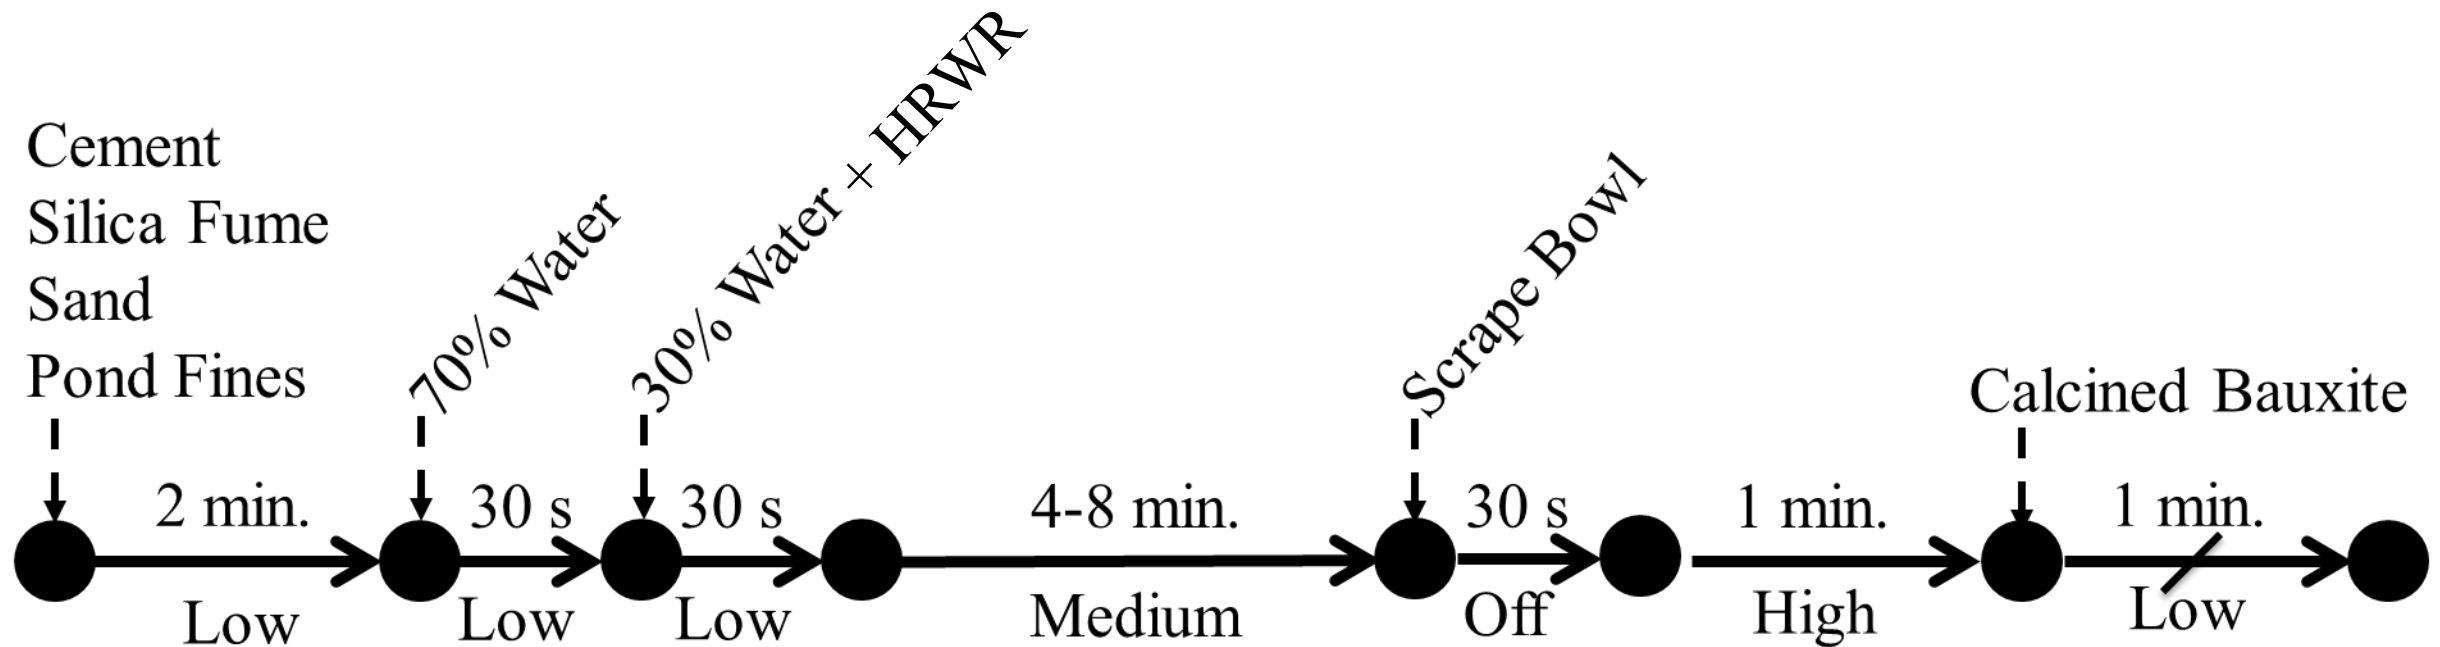 Cement
Silica Fume
Sand
Pond Fines
70% Water
30% Water + HRWR
Scrape Bowl
Calcined Bauxite
2 min.
30 s
30 s
4-8 min.
30 s
1 min.
1 min.
Low
Low
Low
Medium
Off
High
Low